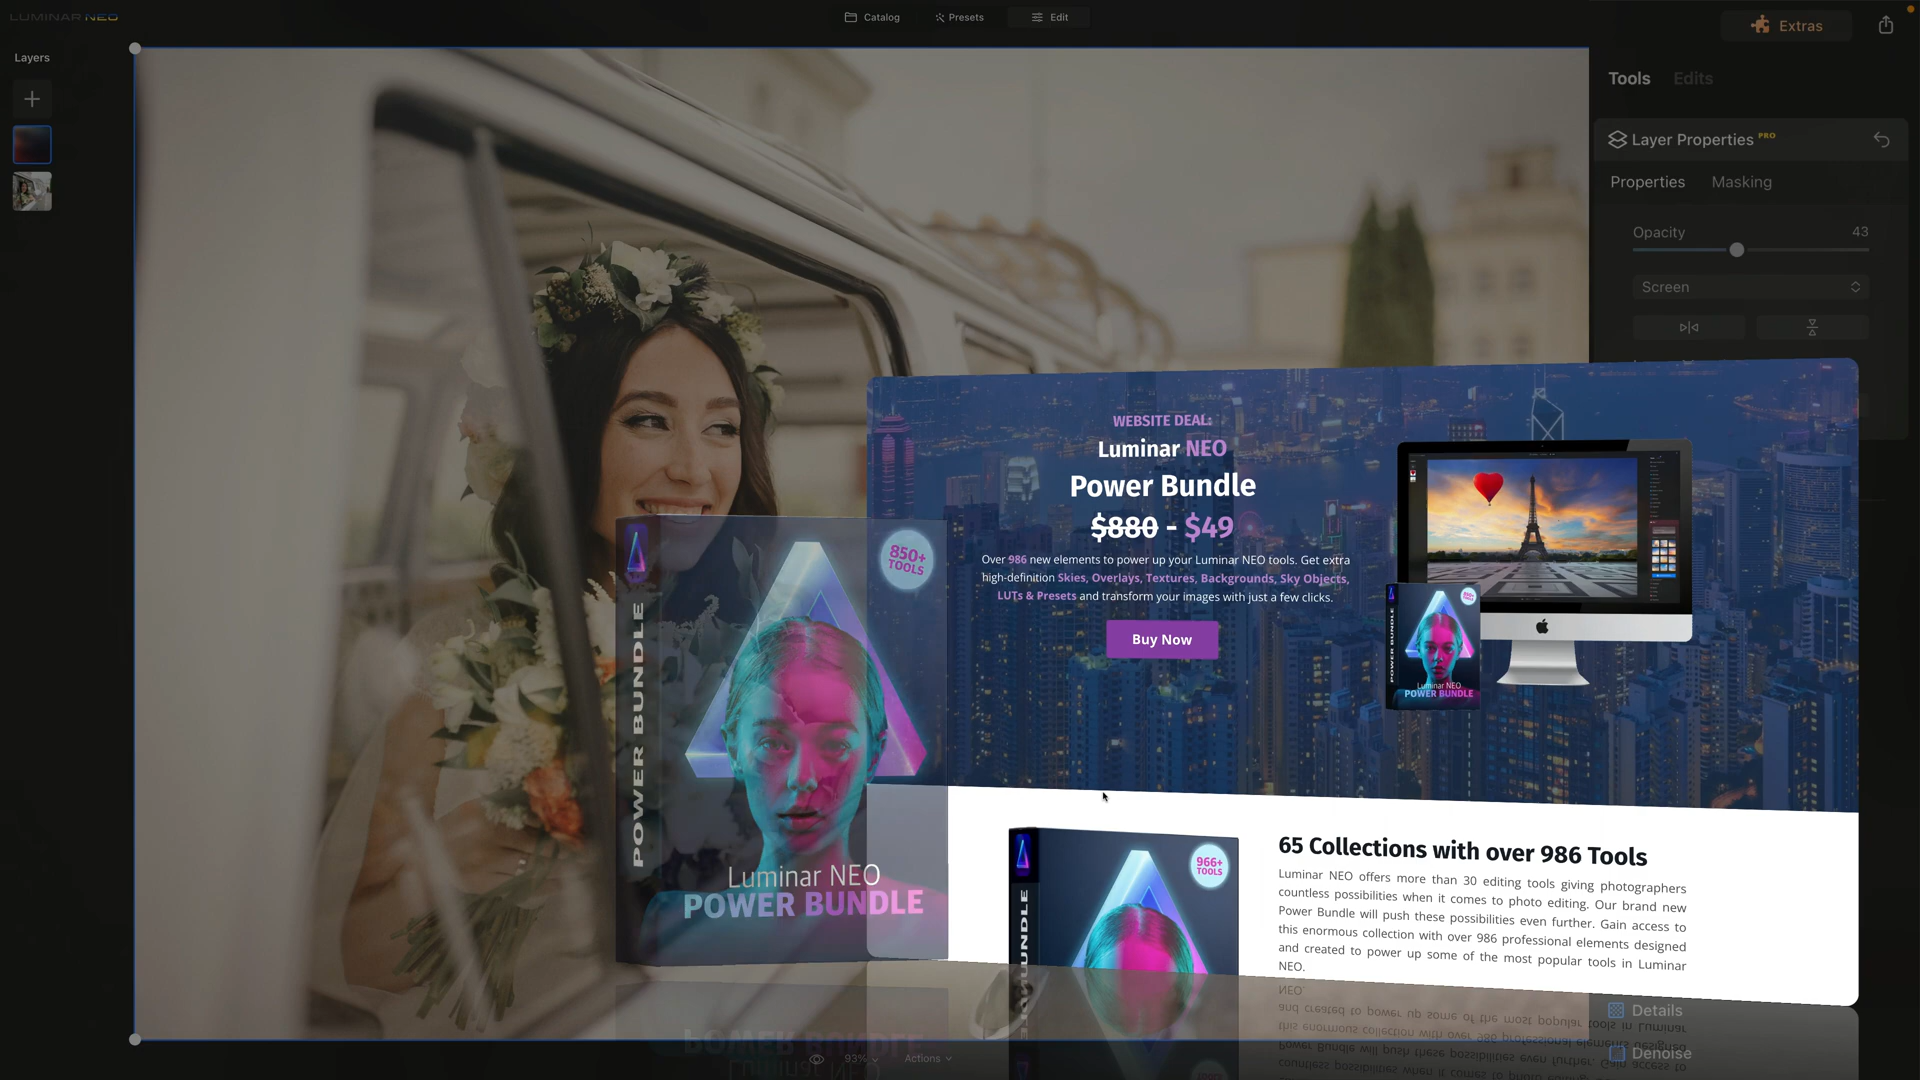 LUMINAR NEO
Catalog
Presets
Edit
Extras
Layers
Tools
Edits
Layer Properties PRO
Properties
Masking
Opacity
43
Screen
WEBSITE DEAL:
Luminar NEO
Power Bundle
$880 - $49
Over 986 new elements to power up your Luminar NEO tools. Get extra
high-definition Skies, Overlays, Textures, Backgrounds, Sky Objects,
LUTs & Presets and transform your images with just a few clicks.
Buy Now
850+
TOOLS
POWER BUNDLE
Luminar NEO
POWER BUNDLE
POWER BUNDLE
Luminar NEO
POWER BUNDLE
966+
TOOLS
BUNDLE
65 Collections with over 986 Tools
Luminar NEO offers more than 30 editing tools giving photographers
countless possibilities when it comes to photo editing. Our brand new
Power Bundle will push these possibilities even further. Gain access to
this enormous collection with over 986 professional elements designed
and created to power up some of the most popular tools in Luminar
NEO.
Details
Denoise
93%
Actions